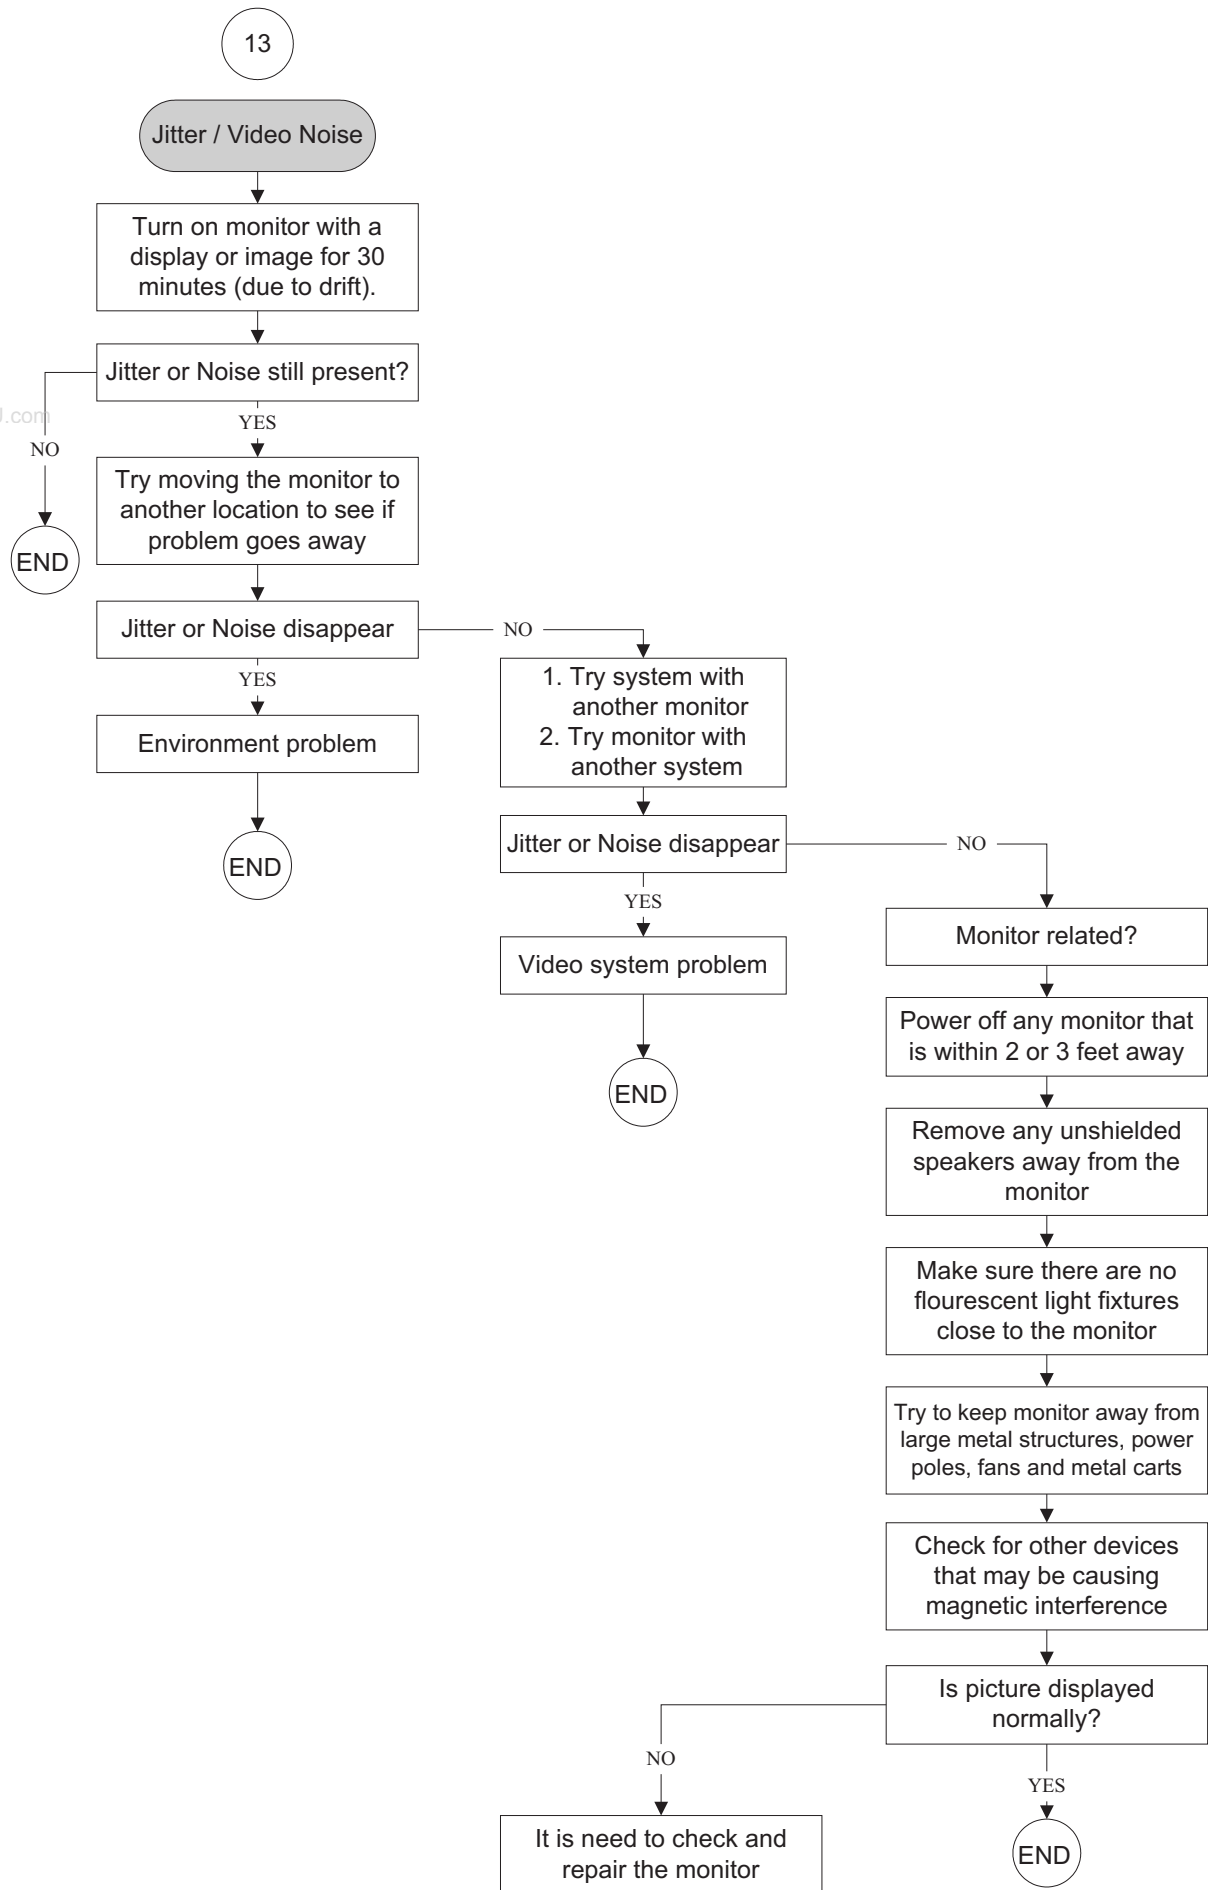 13
Jitter / Video Noise
Turn on monitor with a
display or image for 30
minutes (due to drift).
Jitter or Noise still present?
.com
YES
NO
Try moving the monitor to
another location to see if
problem goes away
END
Jitter or Noise disappear
NO
YES
1. Try system with
another monitor
2. Try monitor with
another system
Environment problem
END
Jitter or Noise disappear
NO
YES
Monitor related?
Video system problem
Power off any monitor that
is within 2 or 3 feet away
END
Remove any unshielded
speakers away from the
monitor
Make sure there are no
flourescent light fixtures
close to the monitor
Try to keep monitor away from
large metal structures, power
poles, fans and metal carts
Check for other devices
that may be causing
magnetic interference
Is picture displayed
normally?
NO
YES
It is need to check and
repair the monitor
END